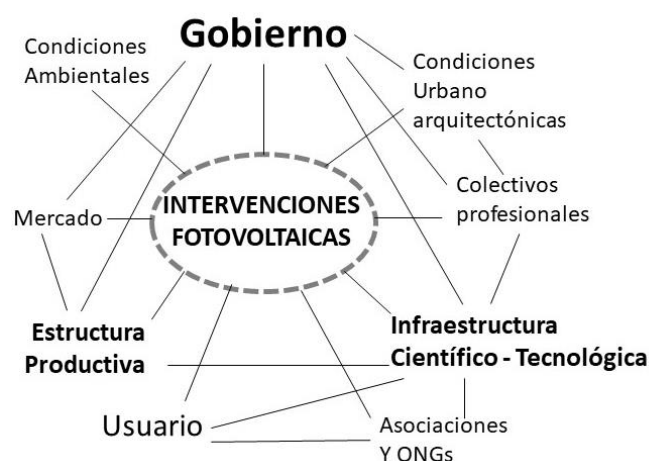 Gobierno
Condiciones
Ambientales
Condiciones
Urbano
arquitectónicas
INTERVENCIONES
FOTOVOLTAICAS
Colectivos
profesionales
Mercado
Estructura
Productiva
Infraestructura
Científico - Tecnológica
Usuario
Asociaciones
Y ONGs